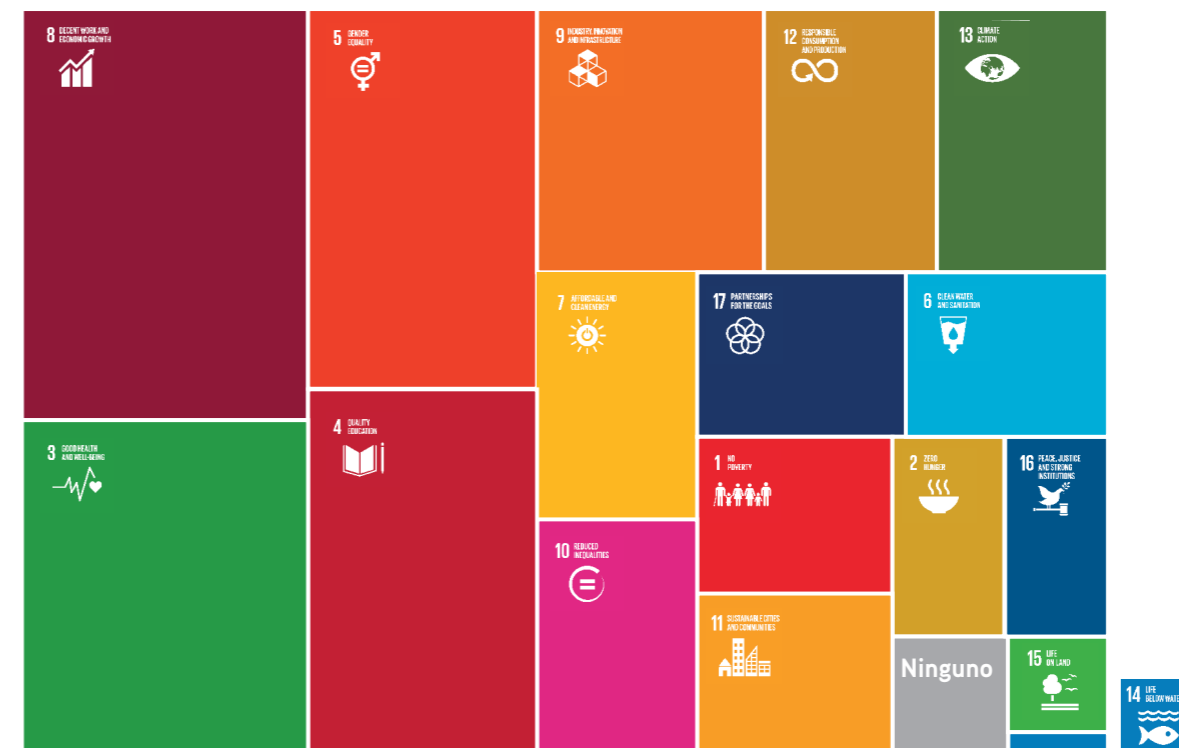 8 DECENT WORK AND
ECONOMIC GROWTH
5 GENDER
EQUALITY
9 INDUSTRY, INNOVATION
AND INFRASTRUCTURE
12 RESPONSIBLE
CONSUMPTION
AND PRODUCTION
13 CLIMATE
ACTION
7 AFFORDABLE AND
CLEAN ENERGY
17 PARTNERSHIPS
FOR THE GOALS
6 CLEAN WATER
AND SANITATION
3 GOOD HEALTH
AND WELL-BEING
4 QUALITY
EDUCATION
1 NO
POVERTY
2 ZERO
HUNGER
16 PEACE, JUSTICE
AND STRONG
INSTITUTIONS
10 REDUCED
INEQUALITIES
11 SUSTAINABLE CITIES
AND COMMUNITIES
Ninguno
15 LIFE
ON LAND
14 LIFE
BELOW WATE